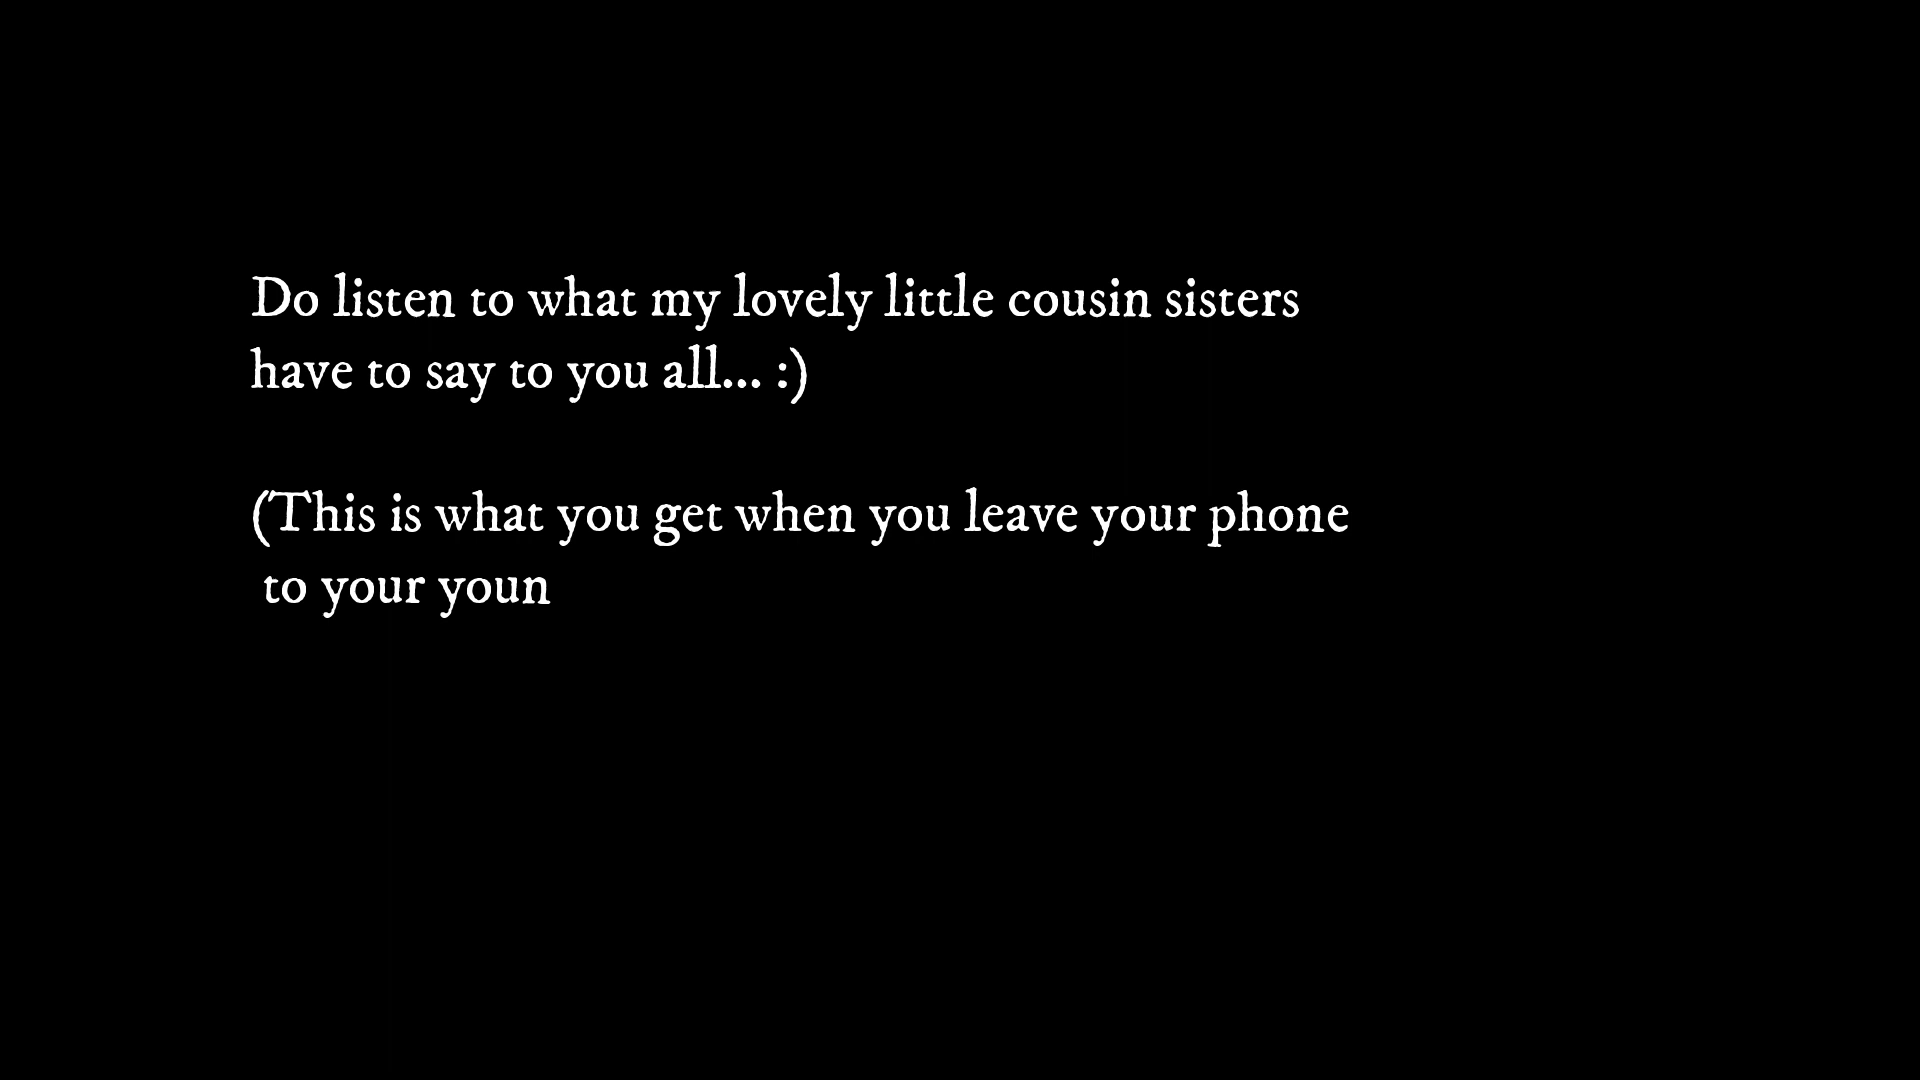 Do listen to what my lovely little cousin sisters
have to say to you all... :)
(This is what you get when you leave your phone
to your youn